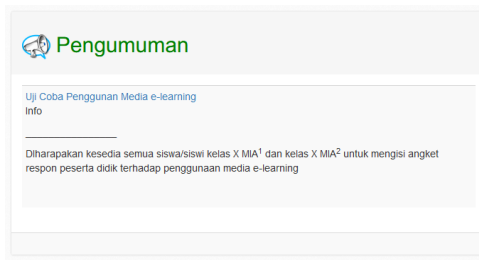 Pengumuman
Uji Coba Penggunan Media e-learning
Info
DIharapakan kesedia semua siswa/siswi kelas X MIA¹ dan kelas X MIA² untuk mengisi angket
respon peserta didik terhadap penggunaan media e-learning